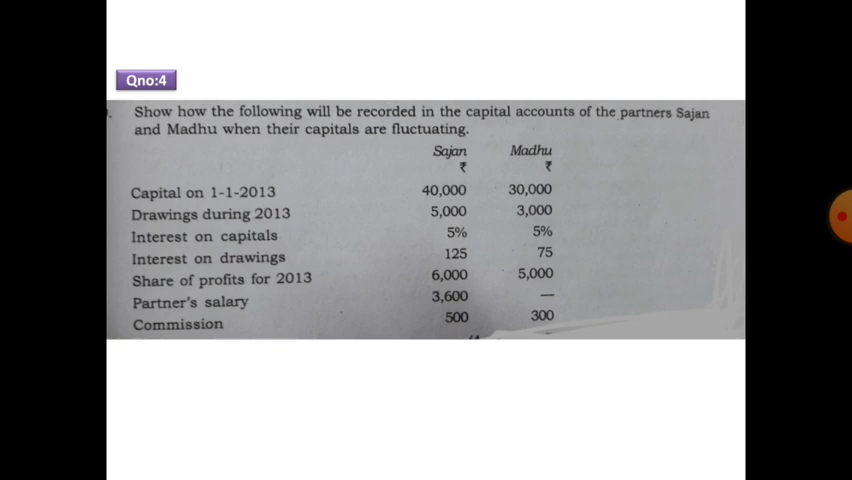 Qno:4
Show how the following will be recorded in the capital accounts of the partners Sajan
and Madhu when their capitals are fluctuating.
Sajan Madhu
₹ ₹
Capital on 1-1-2013 40,000 30,000
Drawings during 2013 5,000 3,000
Interest on capitals 5% 5%
Interest on drawings 125 75
Share of profits for 2013 6,000 5,000
Partner's salary 3,600 —
Commission 500 300